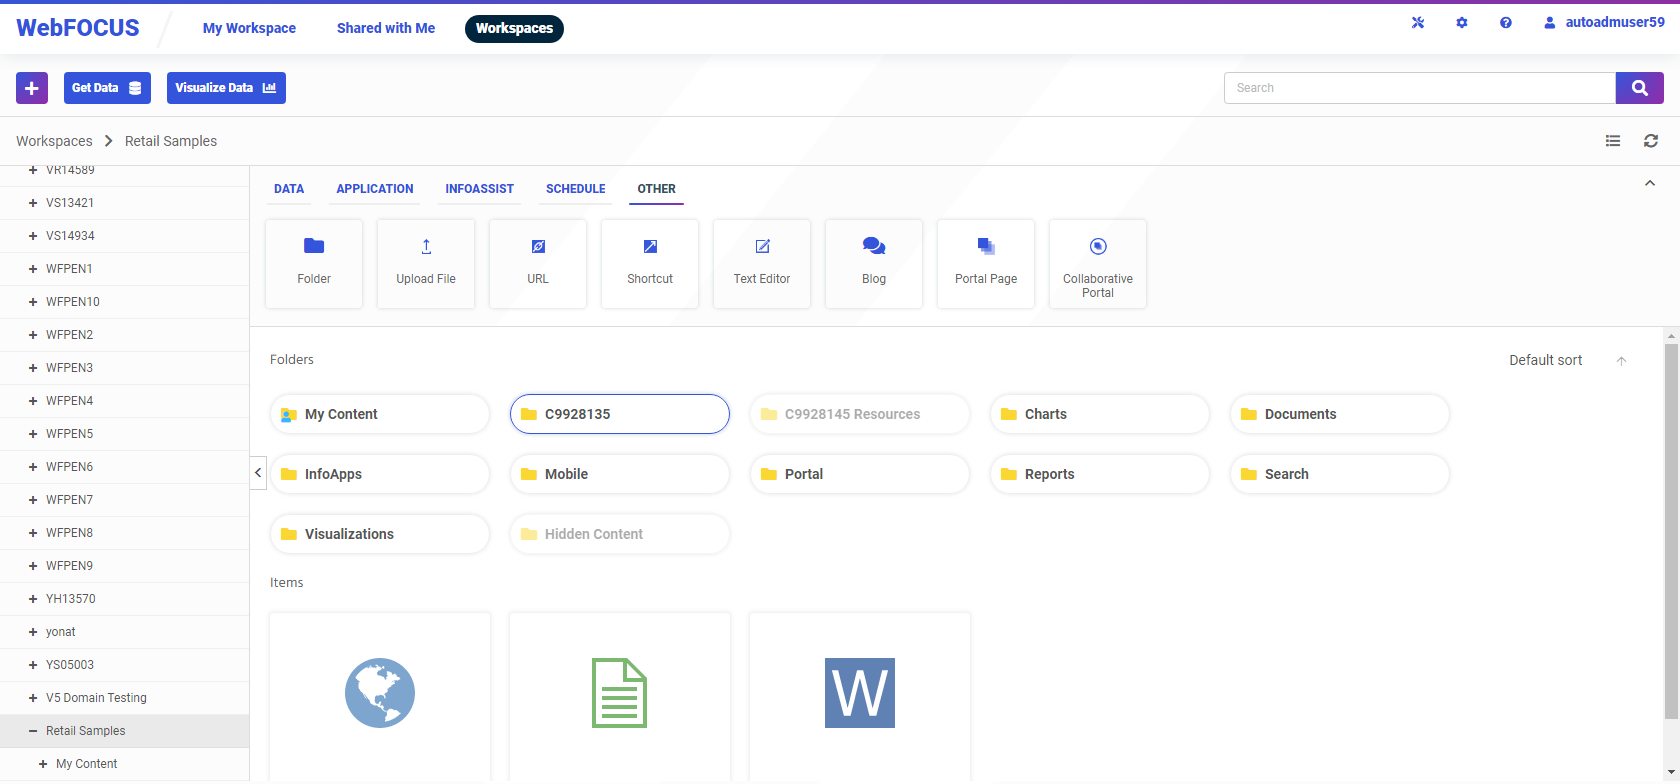 WebFOCUS
My Workspace
Shared with Me
Workspaces
autoadmuser59
Get Data
Visualize Data
Search
Workspaces
Retail Samples
VR14589
VS13421
VS14934
WFPEN1
WFPEN10
WFPEN2
WFPEN3
WFPEN4
WFPEN5
WFPEN6
WFPEN7
WFPEN8
WFPEN9
YH13570
yonat
YS05003
V5 Domain Testing
Retail Samples
My Content
DATA
APPLICATION
INFOASSIST
SCHEDULE
OTHER
Folder
Upload File
URL
Shortcut
Text Editor
Blog
Portal Page
Collaborative
Portal
Folders
Default sort
My Content
C9928135
C9928145 Resources
Charts
Documents
InfoApps
Mobile
Portal
Reports
Search
Visualizations
Hidden Content
Items
W